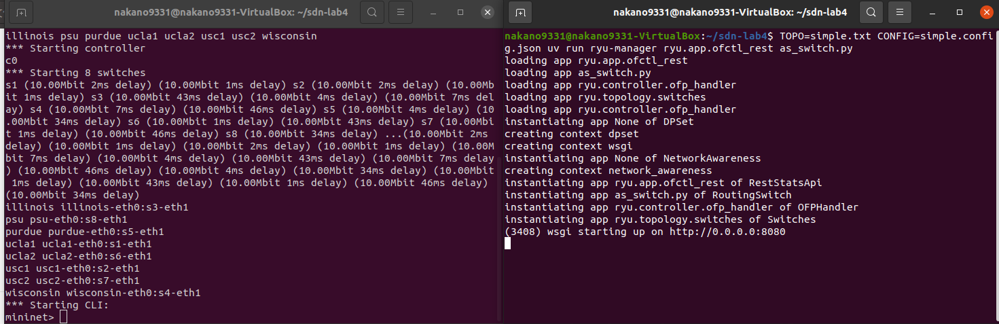 nakano9331@nakano9331-VirtualBox: ~/sdn-lab4
illinois psu purdue ucla1 ucla2 usc1 usc2 wisconsin
*** Starting controller
c0
*** Starting 8 switches
s1 (10.00Mbit 2ms delay) (10.00Mbit 1ms delay) s2 (10.00Mbit 2ms delay) (10.00Mb
it 1ms delay) s3 (10.00Mbit 43ms delay) (10.00Mbit 4ms delay) (10.00Mbit 7ms del
ay) s4 (10.00Mbit 7ms delay) (10.00Mbit 46ms delay) s5 (10.00Mbit 4ms delay) (10
.00Mbit 34ms delay) s6 (10.00Mbit 1ms delay) (10.00Mbit 43ms delay) s7 (10.00Mbi
t 1ms delay) (10.00Mbit 46ms delay) s8 (10.00Mbit 34ms delay) ...(10.00Mbit 2ms
delay) (10.00Mbit 1ms delay) (10.00Mbit 2ms delay) (10.00Mbit 1ms delay) (10.00M
bit 7ms delay) (10.00Mbit 4ms delay) (10.00Mbit 43ms delay) (10.00Mbit 7ms delay
) (10.00Mbit 46ms delay) (10.00Mbit 4ms delay) (10.00Mbit 34ms delay) (10.00Mbit
 1ms delay) (10.00Mbit 43ms delay) (10.00Mbit 1ms delay) (10.00Mbit 46ms delay)
(10.00Mbit 34ms delay)
illinois illinois-eth0:s3-eth1
psu psu-eth0:s8-eth1
purdue purdue-eth0:s5-eth1
ucla1 ucla1-eth0:s1-eth1
ucla2 ucla2-eth0:s6-eth1
usc1 usc1-eth0:s2-eth1
usc2 usc2-eth0:s7-eth1
wisconsin wisconsin-eth0:s4-eth1
*** Starting CLI:
mininet>
nakano9331@nakano9331-VirtualBox: ~/sdn-lab4
nakano9331@nakano9331-VirtualBox:~/sdn-lab4$ TOPO=simple.txt CONFIG=simple.confi
g.json uv run ryu-manager ryu.app.ofctl_rest as_switch.py
loading app ryu.app.ofctl_rest
loading app as_switch.py
loading app ryu.controller.ofp_handler
loading app ryu.topology.switches
loading app ryu.controller.ofp_handler
instantiating app None of DPSet
creating context dpset
creating context wsgi
instantiating app None of NetworkAwareness
creating context network_awareness
instantiating app ryu.app.ofctl_rest of RestStatsApi
instantiating app as_switch.py of RoutingSwitch
instantiating app ryu.controller.ofp_handler of OFPHandler
instantiating app ryu.topology.switches of Switches
(3408) wsgi starting up on http://0.0.0.0:8080